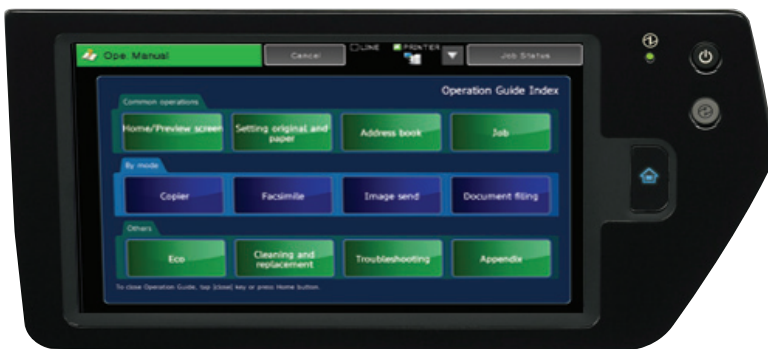 Ope. Manual
Cancel
LINE
PRINTER
Job Status
Operation Guide Index
Common operations
Home/Preview screen
Setting original and
paper
Address book
Job
By mode
Copier
Facsimile
Image send
Document filing
Others
Eco
Cleaning and
replacement
Troubleshooting
Appendix
To close Operation Guide, tap [close] key or press Home button.